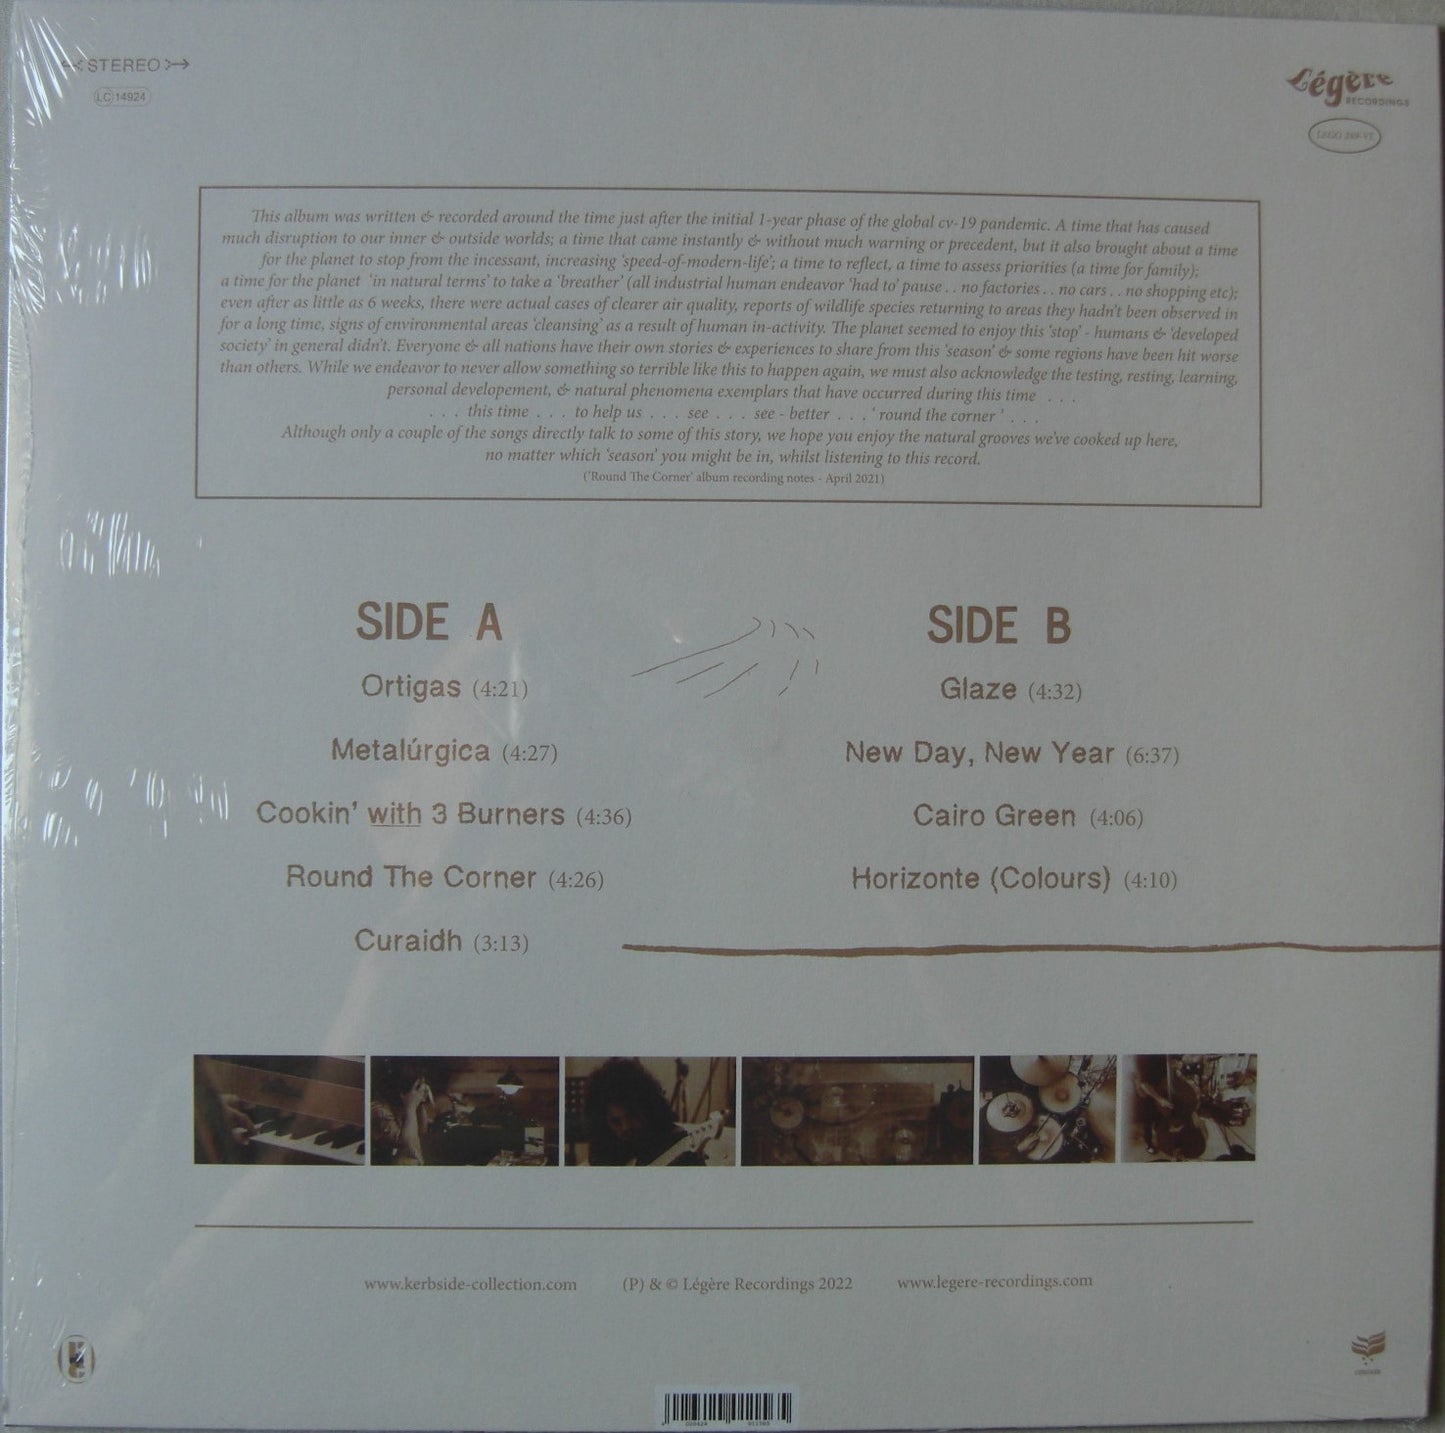 STEREO
LC 14924
Légère
RECORDINGS
This album was written & recorded around the time just after the initial 1-year phase of the global cv-19 pandemic. A time that has caused
much disruption to our inner & outside worlds; a time that came instantly & without much warning or precedent, but it also brought about a time
for the planet to stop from the incessant, increasing 'speed-of-modern-life'; a time to reflect, a time to assess priorities (a time for family);
a time for the planet 'in natural terms' to take a 'breather' (all industrial human endeavor 'had to' pause . . no factories . . no cars . . no shopping etc);
even after as little as 6 weeks, there were actual cases of clearer air quality, reports of wildlife species returning to areas they hadn't been observed in
for a long time, signs of environmental areas 'cleansing' as a result of human in-activity. The planet seemed to enjoy this 'stop' - humans & 'developed
society' in general didn't. Everyone & all nations have their own stories & experiences to share from this 'season' & some regions have been hit worse
than others. While we endeavor to never allow something so terrible like this to happen again, we must also acknowledge the testing, resting, learning,
personal developement, & natural phenomena exemplars that have occurred during this time . . .
. . . this time . . . to help us . . . see . . . see - better . . . ' round the corner ' . . .
Although only a couple of the songs directly talk to some of this story, we hope you enjoy the natural grooves we've cooked up here,
no matter which 'season' you might be in, whilst listening to this record.
('Round The Corner' album recording notes - April 2021)
SIDE A
Ortigas (4:21)
Metalúrgica (4:27)
Cookin' with 3 Burners (4:36)
Round The Corner (4:26)
Curaidh (3:13)
SIDE B
Glaze (4:32)
New Day, New Year (6:37)
Cairo Green (4:06)
Horizonte (Colours) (4:10)
www.kerbside-collection.com (P) & © Légère Recordings 2022 www.legere-recordings.com